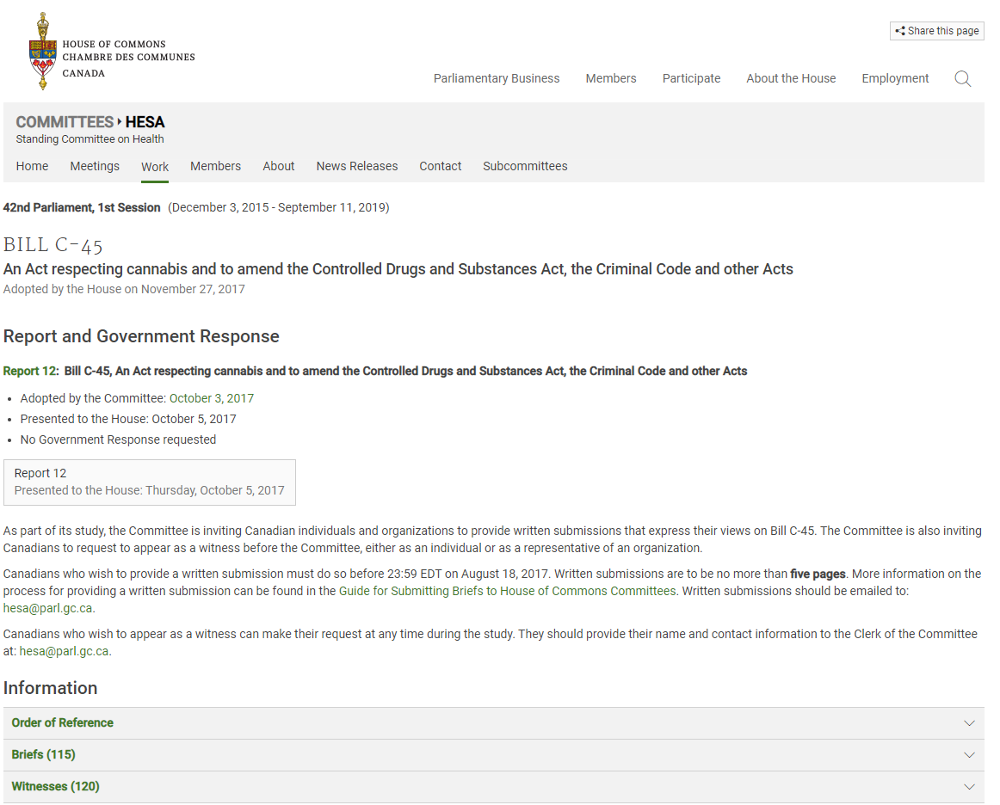 HOUSE OF COMMONS
CHAMBRE DES COMMUNES
CANADA
Share this page
Parliamentary Business Members Participate About the House Employment
COMMITTEES HESA
Standing Committee on Health
Home Meetings Work Members About News Releases Contact Subcommittees
42nd Parliament, 1st Session (December 3, 2015 - September 11, 2019)
BILL C-45
An Act respecting cannabis and to amend the Controlled Drugs and Substances Act, the Criminal Code and other Acts
Adopted by the House on November 27, 2017
Report and Government Response
Report 12: Bill C-45, An Act respecting cannabis and to amend the Controlled Drugs and Substances Act, the Criminal Code and other Acts
• Adopted by the Committee: October 3, 2017
• Presented to the House: October 5, 2017
• No Government Response requested
Report 12
Presented to the House: Thursday, October 5, 2017
As part of its study, the Committee is inviting Canadian individuals and organizations to provide written submissions that express their views on Bill C-45. The Committee is also inviting
Canadians to request to appear as a witness before the Committee, either as an individual or as a representative of an organization.
Canadians who wish to provide a written submission must do so before 23:59 EDT on August 18, 2017. Written submissions are to be no more than five pages. More information on the
process for providing a written submission can be found in the Guide for Submitting Briefs to House of Commons Committees. Written submissions should be emailed to:
hesa@parl.gc.ca.
Canadians who wish to appear as a witness can make their request at any time during the study. They should provide their name and contact information to the Clerk of the Committee
at: hesa@parl.gc.ca.
Information
Order of Reference
Briefs (115)
Witnesses (120)